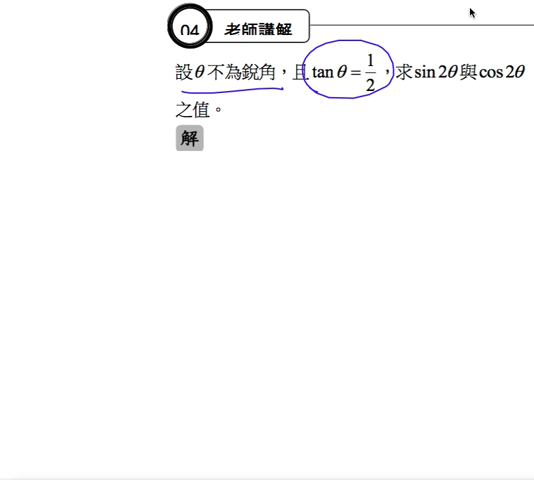 04 老師講解
設θ不為銳角，且tanθ=1/2，求sin2θ與cos2θ
之值。
解